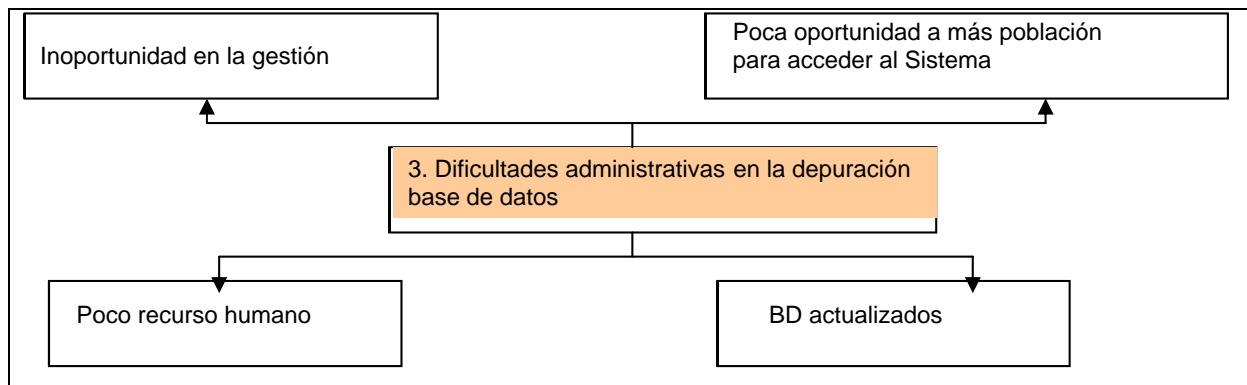 Inoportunidad en la gestión
Poca oportunidad a más población
para acceder al Sistema
3. Dificultades administrativas en la depuración
base de datos
Poco recurso humano
BD actualizados